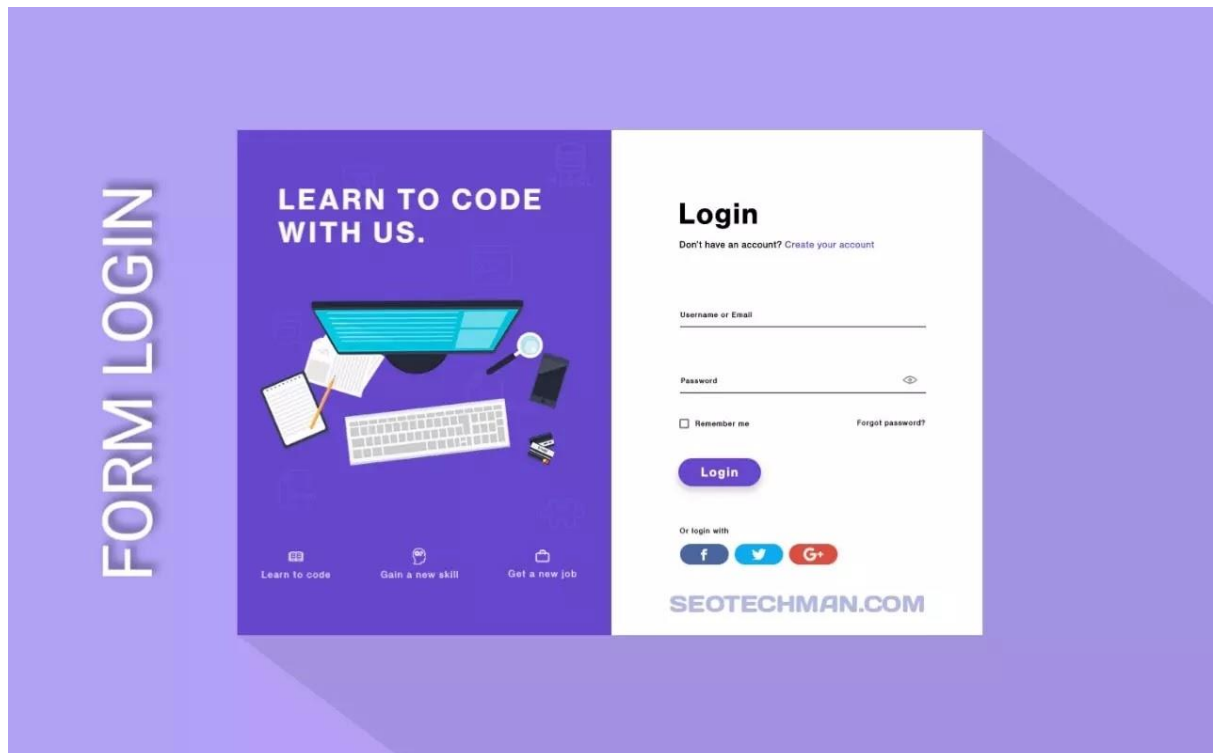 FORM LOGIN
LEARN TO CODE
WITH US.
Learn to code
Gain a new skill
Get a new job
Login
Don't have an account? Create your account
Username or Email
Password
Remember me
Forgot password?
Login
Or login with
f
G+
SEOTECHMAN.COM